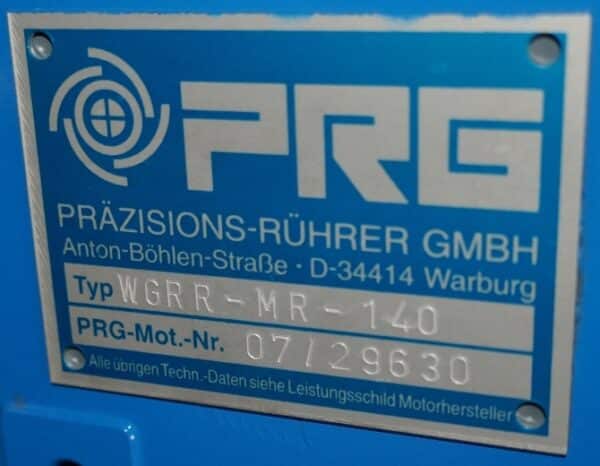 PRG
PRÄZISIONS-RÜHRER GMBH
Anton-Böhlen-Straße · D-34414 Warburg
Typ WGRR-MR-140
PRG-Mot.-Nr. 07/29630
Alle übrigen Techn.-Daten siehe Leistungsschild Motorhersteller